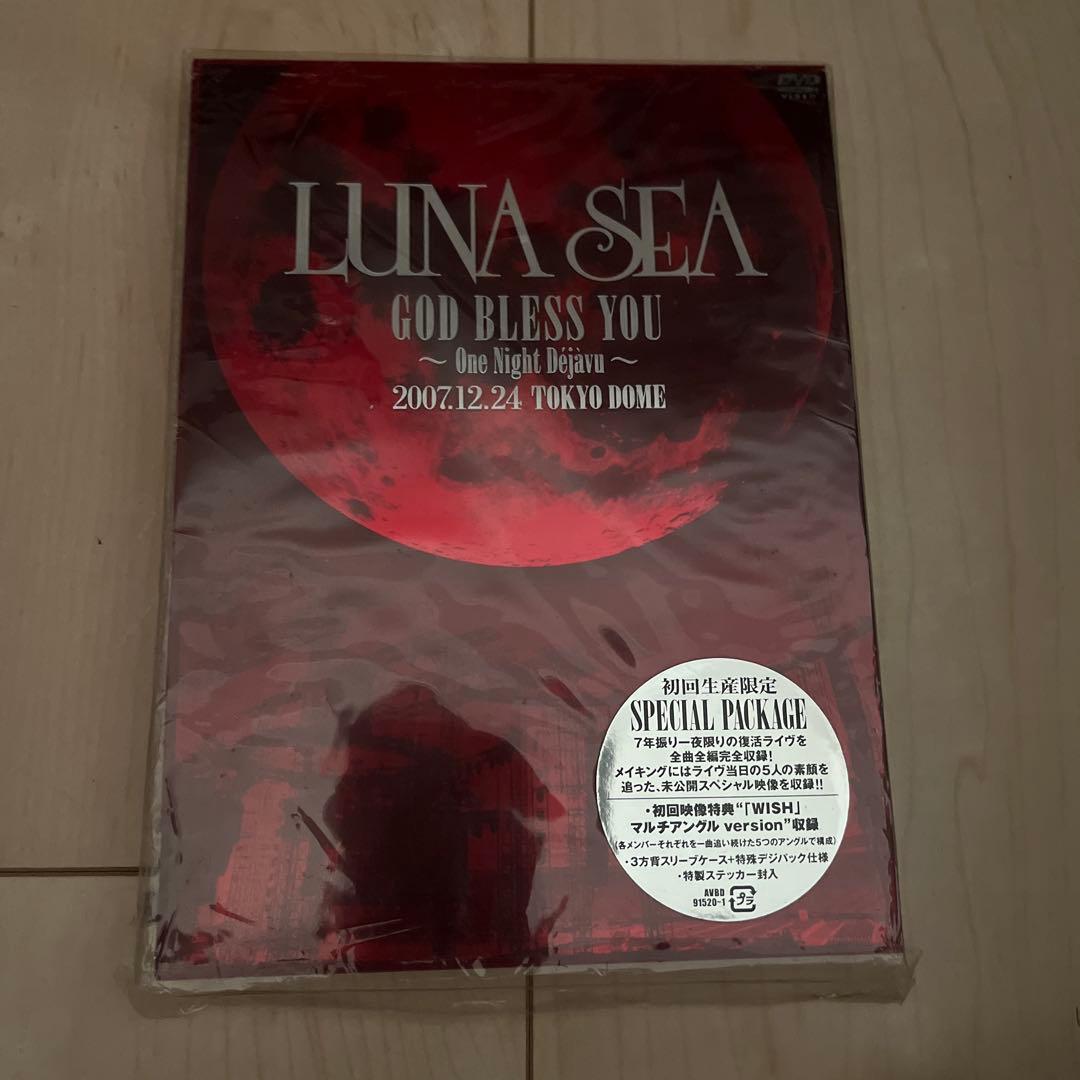 DVD
VIDEO
LUNA SEA
GOD BLESS YOU
～ One Night Déjàvu ～
2007.12.24 TOKYO DOME
初回生産限定
SPECIAL PACKAGE
7年振り一夜限りの復活ライヴを
全曲全編完全収録!
メイキングにはライヴ当日の5人の素顔を
追った、未公開スペシャル映像を収録!!
・初回映像特典“「WISH」
マルチアングル version”収録
(各メンバーそれぞれを一曲追い続けた5つのアングルで構成)
・3方背スリーブケース+特殊デジパック仕様
・特製ステッカー封入
AVBD
91520~1
プラ